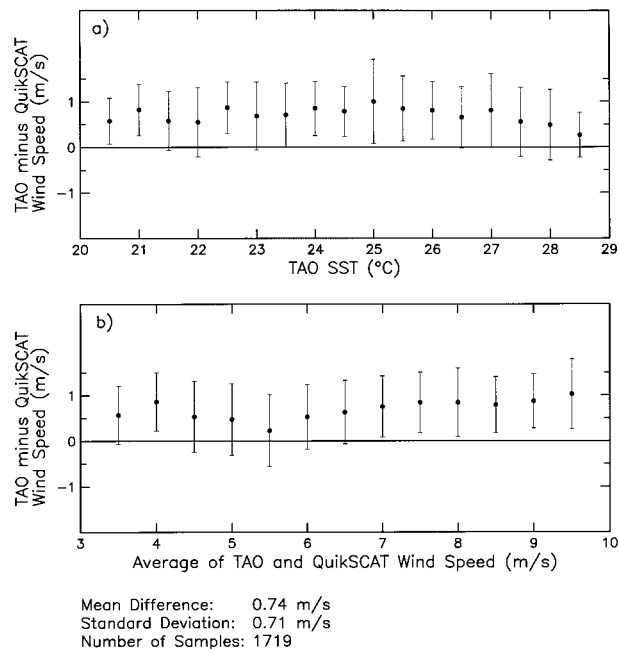 a)
TAO minus QuikSCAT
Wind Speed (m/s)
1
0
-1
20 21 22 23 24 25 26 27 28 29
TAO SST (°C)
b)
TAO minus QuikSCAT
Wind Speed (m/s)
1
0
-1
3 4 5 6 7 8 9 10
Average of TAO and QuikSCAT Wind Speed (m/s)
Mean Difference: 0.74 m/s
Standard Deviation: 0.71 m/s
Number of Samples: 1719